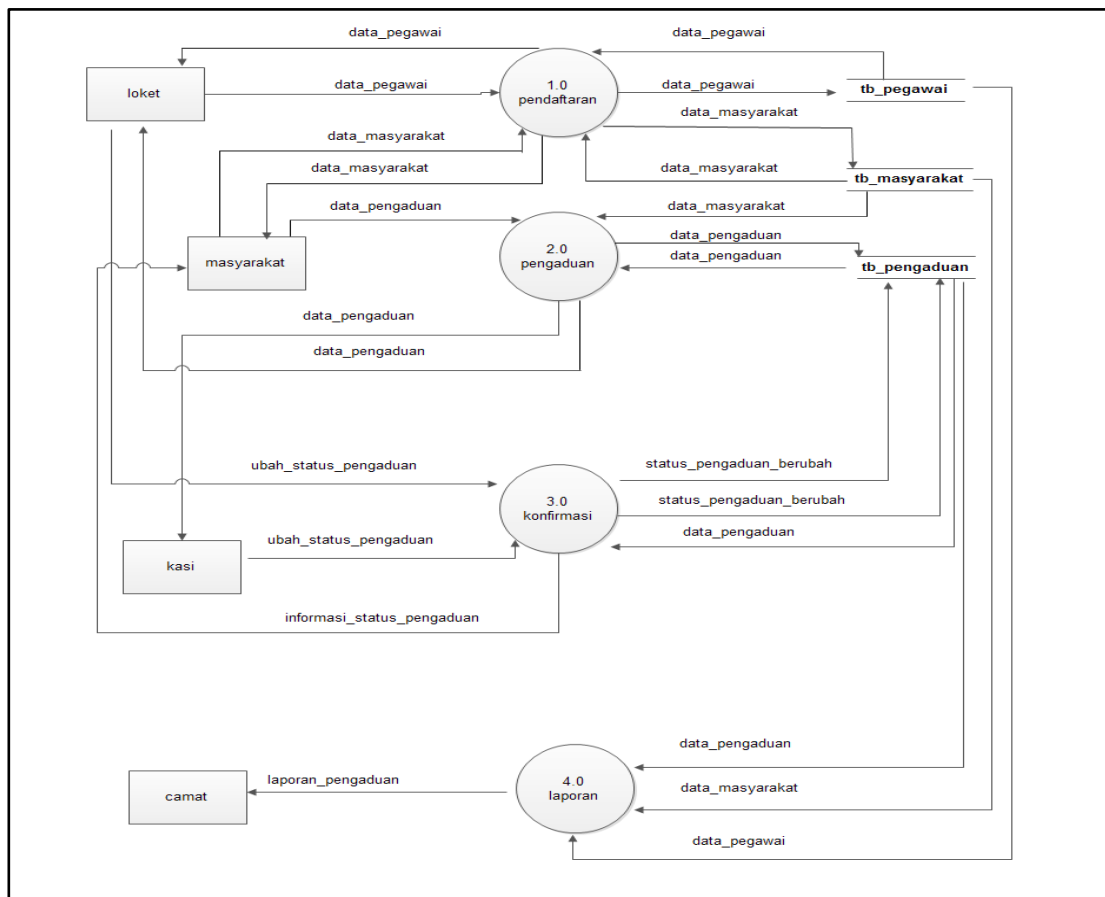 data_pegawai
data_pegawai
loket
data_pegawai
1.0
pendaftaran
data_pegawai
tb_pegawai
data_masyarakat
data_masyarakat
data_masyarakat
data_masyarakat
tb_masyarakat
data_pengaduan
data_masyarakat
masyarakat
2.0
pengaduan
data_pengaduan
data_pengaduan
tb_pengaduan
data_pengaduan
data_pengaduan
ubah_status_pengaduan
status_pengaduan_berubah
3.0
konfirmasi
status_pengaduan_berubah
kasi
ubah_status_pengaduan
data_pengaduan
informasi_status_pengaduan
data_pengaduan
camat
laporan_pengaduan
4.0
laporan
data_masyarakat
data_pegawai